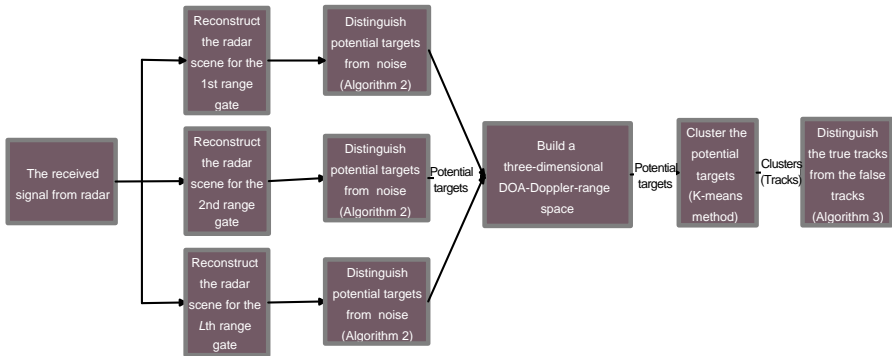 The received
signal from radar
Reconstruct
the radar
scene for the
1st range
gate
Distinguish
potential targets
from noise
(Algorithm 2)
Reconstruct
the radar
scene for the
2nd range
gate
Distinguish
potential targets
from noise
(Algorithm 2)
Reconstruct
the radar
scene for the
Lth range
gate
Distinguish
potential targets
from noise
(Algorithm 2)
Potential
targets
Build a
three-dimensional
DOA-Doppler-range
space
Potential
targets
Cluster the
potential
targets
(K-means
method)
Clusters
(Tracks)
Distinguish
the true tracks
from the false
tracks
(Algorithm 3)